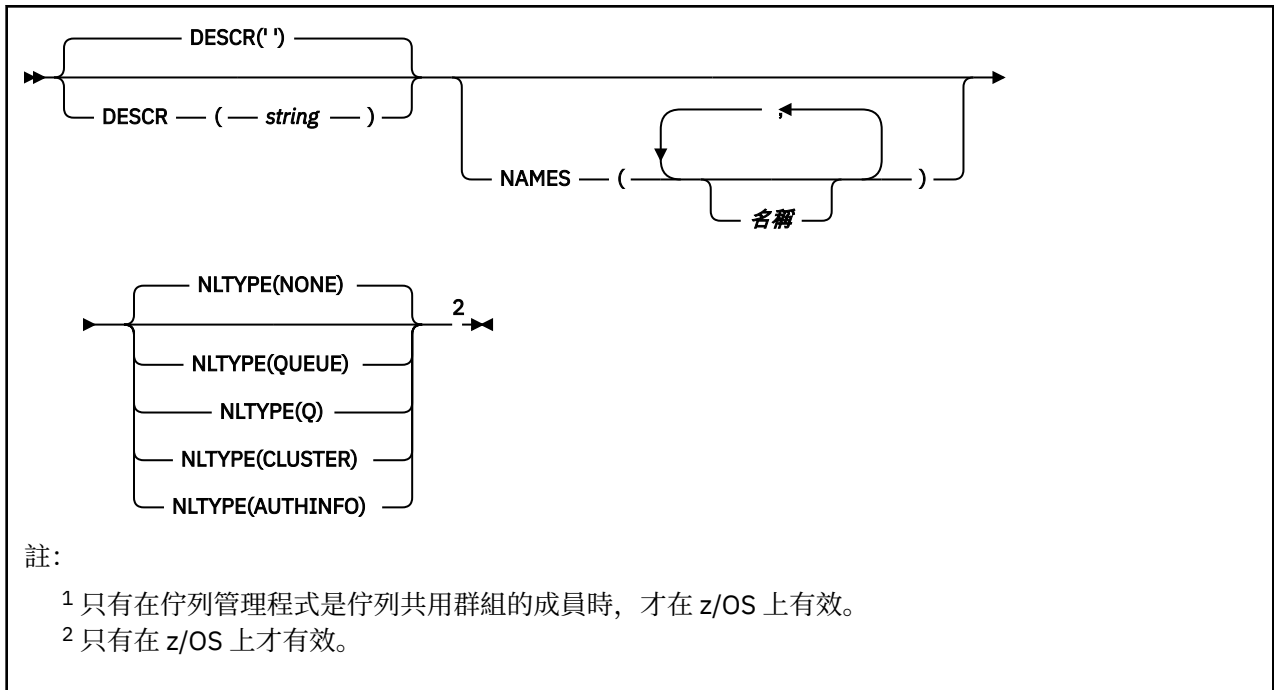 DESCR(' ')
DESCR ( string )
,
NAMES ( )
名稱
NLTYPE(NONE)
2
NLTYPE(QUEUE)
NLTYPE(Q)
NLTYPE(CLUSTER)
NLTYPE(AUTHINFO)
註：
1 只有在佇列管理程式是佇列共用群組的成員時，才在 z/OS 上有效。
2 只有在 z/OS 上才有效。